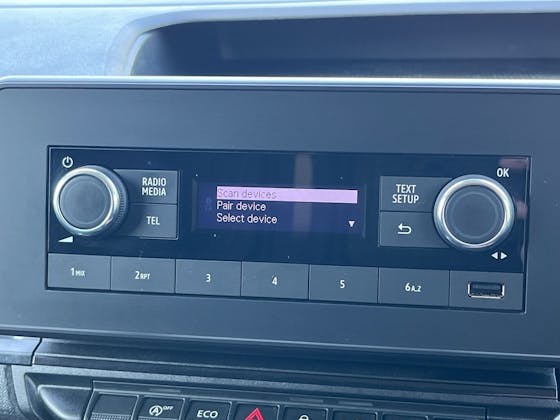 OK
RADIO
MEDIA
TEL
Scan devices
Pair device
Select device
TEXT
SETUP
1 MIX
2 RPT
3
4
5
6 A..Z
A OFF
ECO